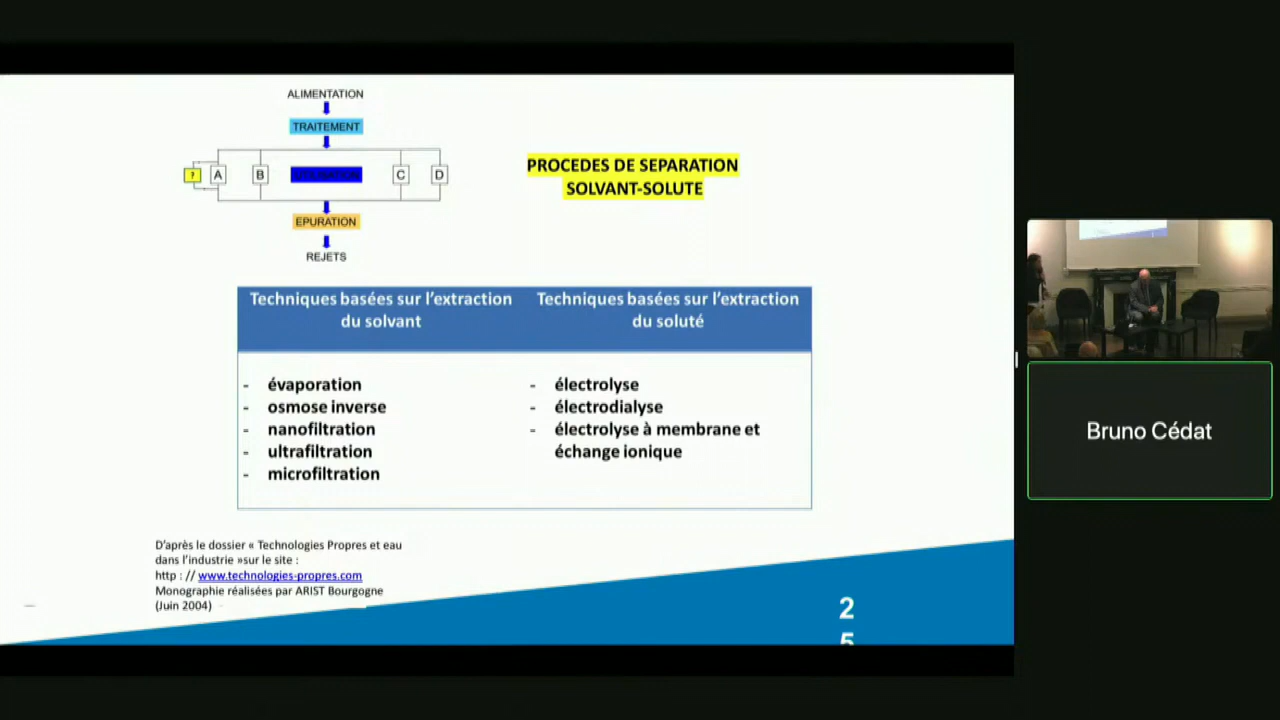 ALIMENTATION
TRAITEMENT
?
A
B
UTILISATION
C
D
EPURATION
REJETS
PROCEDES DE SEPARATION
SOLVANT-SOLUTE
Techniques basées sur l'extraction
du solvant
Techniques basées sur l'extraction
du soluté
- évaporation
- osmose inverse
- nanofiltration
- ultrafiltration
- microfiltration
- électrolyse
- électrodialyse
- électrolyse à membrane et
échange ionique
D'après le dossier « Technologies Propres et eau
dans l'industrie »sur le site :
http : // www.technologies-propres.com
Monographie réalisées par ARIST Bourgogne
(Juin 2004)
2
5
Bruno Cédat